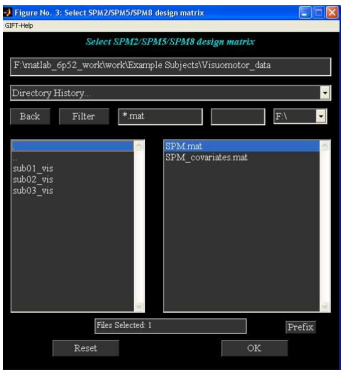 Figure No. 3: Select SPM2/SPM5/SPM8 design matrix
GIFT-Help
Select SPM2/SPM5/SPM8 design matrix
F:\matlab_6p52_work\work\Example Subjects\Visuomotor_data
Directory History...
Back Filter *.mat F:\
.
..
sub01_vis
sub02_vis
sub03_vis
SPM.mat
SPM_covariates.mat
Files Selected: 1
Prefix
Reset OK